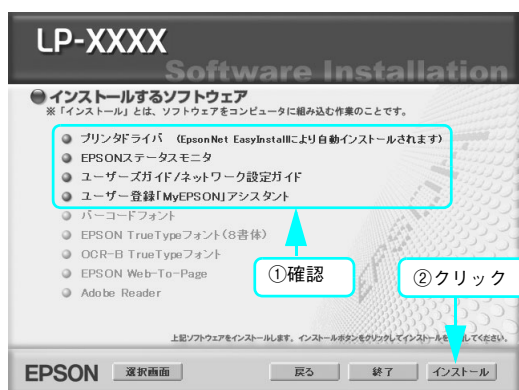 LP-XXXX
Software Installation
インストールするソフトウェア
※「インストール」とは、ソフトウェアをコンピュータに組み込む作業のことです。
プリンタドライバ (EpsonNet EasyInstallにより自動インストールされます)
EPSONステータスモニタ
ユーザーズガイド/ネットワーク設定ガイド
ユーザー登録「MyEPSON」アシスタント
バーコードフォント
EPSON TrueTypeフォント(8書体)
OCR-B TrueTypeフォント
EPSON Web-To-Page
Adobe Reader
①確認
②クリック
上記ソフトウェアをインストールします。インストールボタンをクリックしてインストールを してください。
EPSON 選択画面 戻る 終了 インストール